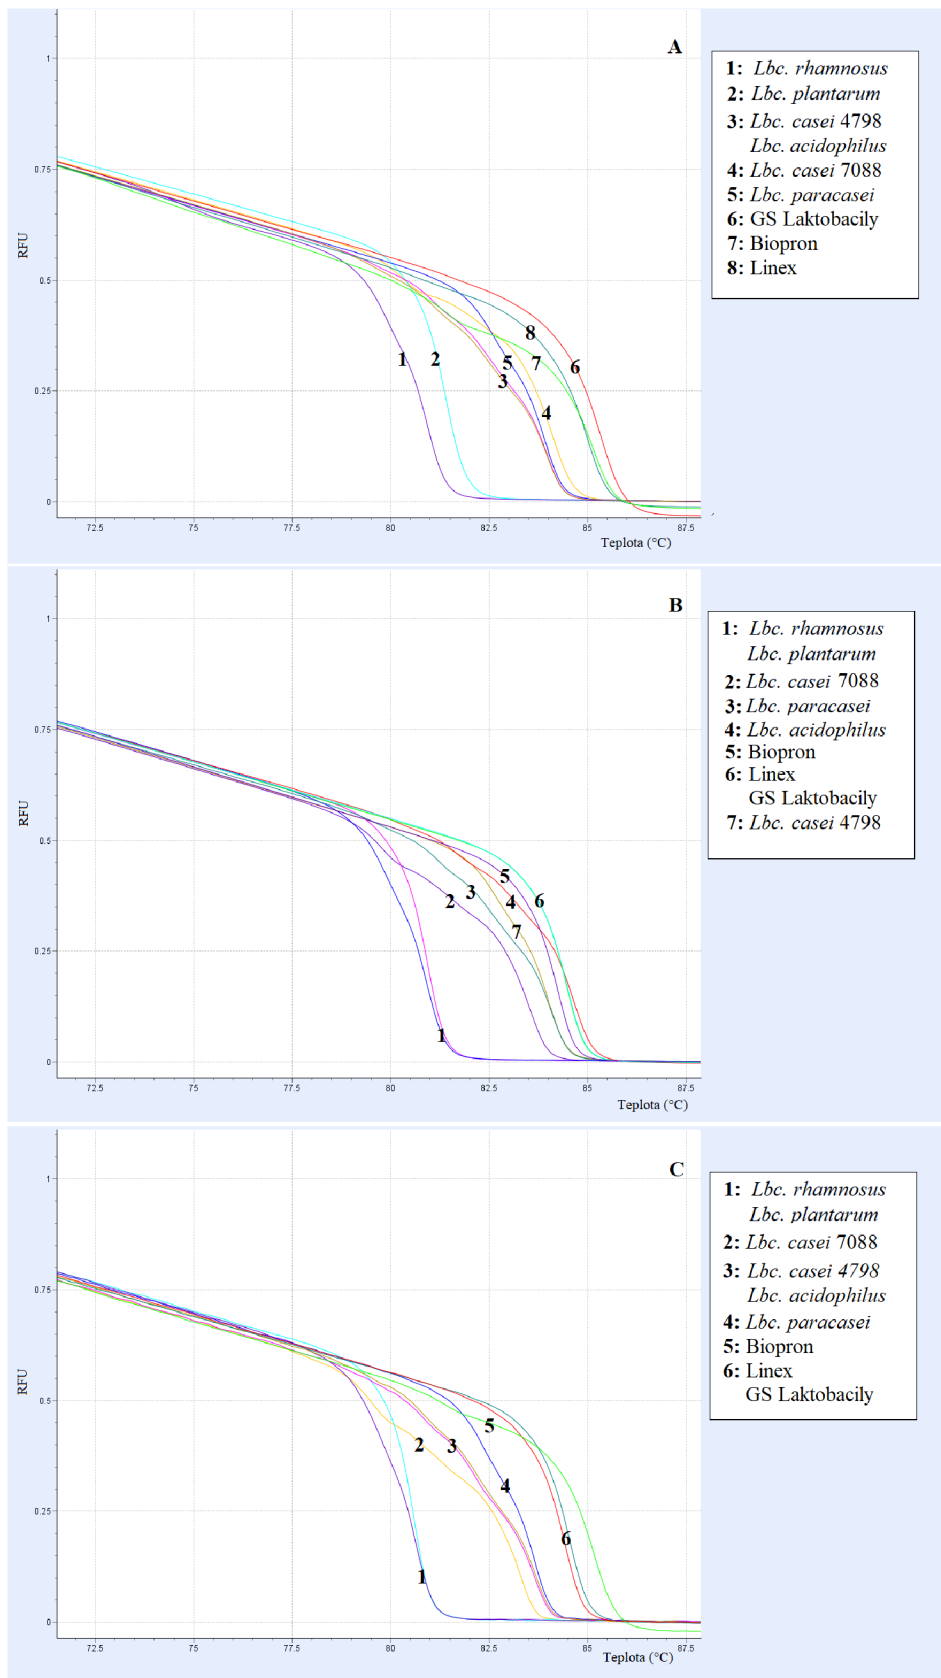 A
1
0.75
RFU
0.5
0.25
0
1
2
3
4
5
6
7
8
72.5 75 77.5 80 82.5 85 87.5
Teplota (°C)
1: Lbc. rhamnosus
2: Lbc. plantarum
3: Lbc. casei 4798
Lbc. acidophilus
4: Lbc. casei 7088
5: Lbc. paracasei
6: GS Laktobacily
7: Biopron
8: Linex
B
1
0.75
RFU
0.5
0.25
0
1
2
3
4
5
6
7
72.5 75 77.5 80 82.5 85 87.5
Teplota (°C)
1: Lbc. rhamnosus
Lbc. plantarum
2: Lbc. casei 7088
3: Lbc. paracasei
4: Lbc. acidophilus
5: Biopron
6: Linex
GS Laktobacily
7: Lbc. casei 4798
C
1
0.75
RFU
0.5
0.25
0
1
2
3
4
5
6
72.5 75 77.5 80 82.5 85 87.5
Teplota (°C)
1: Lbc. rhamnosus
Lbc. plantarum
2: Lbc. casei 7088
3: Lbc. casei 4798
Lbc. acidophilus
4: Lbc. paracasei
5: Biopron
6: Linex
GS Laktobacily